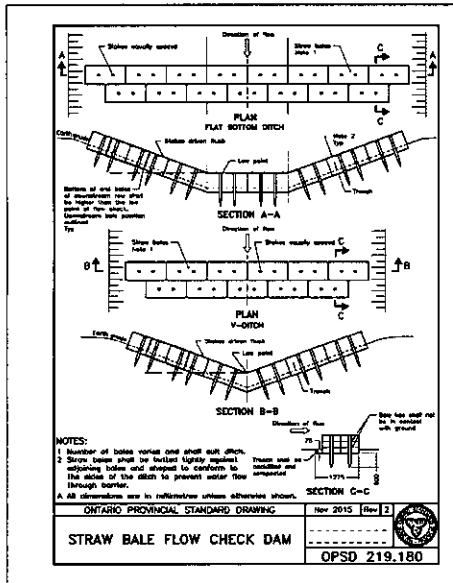 Direction of flow
Stakes equally spaced
Straw bales
Note 1
C
A
A
C
PLAN
FLAT BOTTOM DITCH
Earth
Stakes driven flush
Low point
Note 2
Typ
Trench
Bottom of end bales
of downstream row shall
be higher than the low
point of flow check.
Downstream bale position
outlined
Typ
SECTION A-A
Direction of flow
Straw bales
Note 1
Stakes equally spaced
C
B
B
C
PLAN
V-DITCH
Earth
Stakes driven flush
Low point
Trench
SECTION B-B
Direction of flow
Bale ties shall not
be in contact
with ground
75
Trench shall be
backfilled and
compacted
SECTION C-C
NOTES:
1 Number of bales varies and shall suit ditch.
2 Straw bales shall be butted tightly against
adjoining bales and shaped to conform to
the sides of the ditch to prevent water flow
through barrier.
A All dimensions are in millimetres unless otherwise shown.
ONTARIO PROVINCIAL STANDARD DRAWING
Nov 2015
Rev 2
STRAW BALE FLOW CHECK DAM
OPSD 219.180